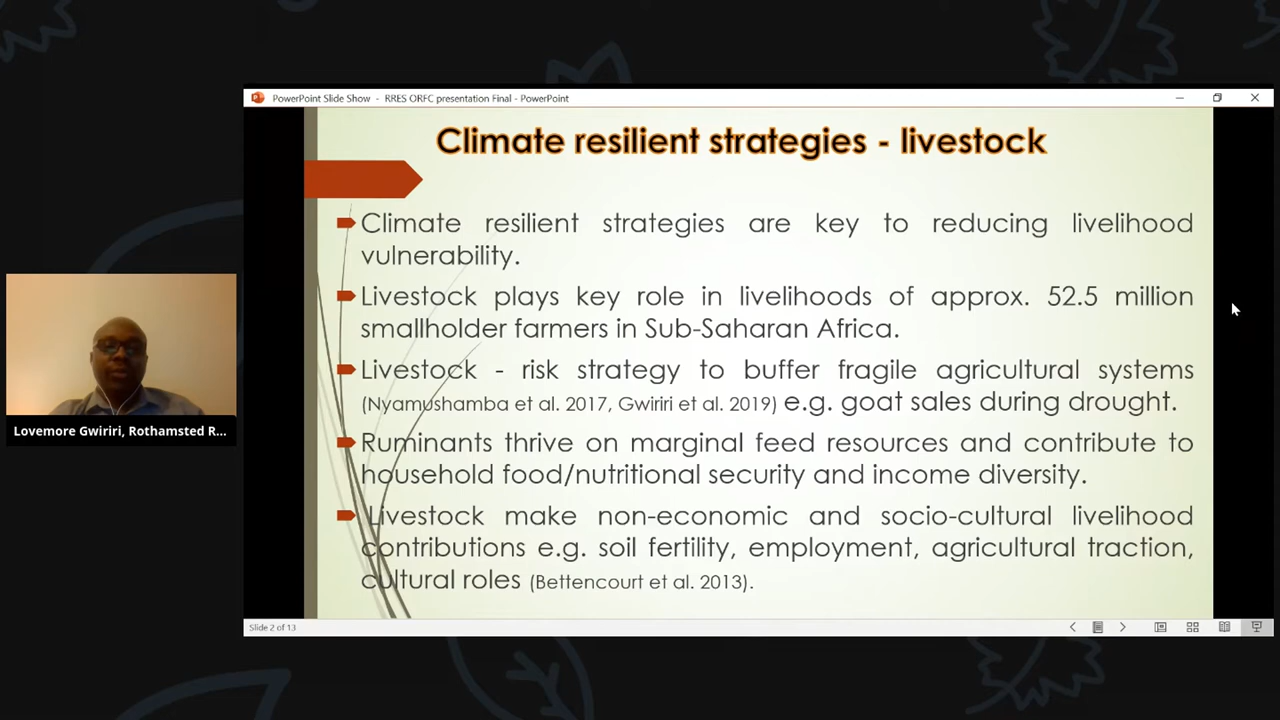 PowerPoint Slide Show - RRES ORFC presentation Final - PowerPoint
Climate resilient strategies - livestock
Climate resilient strategies are key to reducing livelihood
vulnerability.
Livestock plays key role in livelihoods of approx. 52.5 million
smallholder farmers in Sub-Saharan Africa.
Livestock - risk strategy to buffer fragile agricultural systems
(Nyamushamba et al. 2017, Gwiriri et al. 2019) e.g. goat sales during drought.
Ruminants thrive on marginal feed resources and contribute to
household food/nutritional security and income diversity.
Livestock make non-economic and socio-cultural livelihood
contributions e.g. soil fertility, employment, agricultural traction,
cultural roles (Bettencourt et al. 2013).
Lovemore Gwiriri, Rothamsted R...
Slide 2 of 13